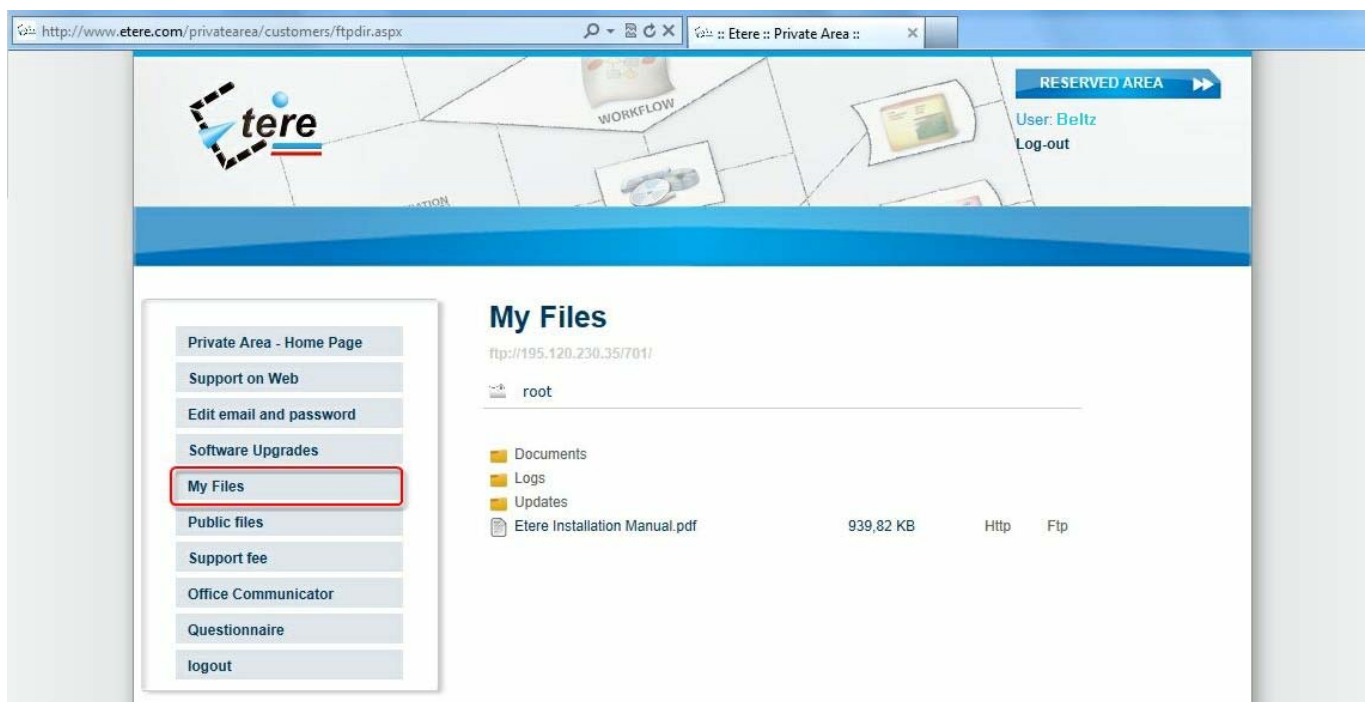 http://www.etere.com/privatearea/customers/ftpdir.aspx
:: Etere :: Private Area ::
Etere
WORKFLOW
RESERVED AREA
User: Beltz
Log-out
Private Area - Home Page
Support on Web
Edit email and password
Software Upgrades
My Files
Public files
Support fee
Office Communicator
Questionnaire
logout
My Files
ftp://195.120.230.35/701/
root
Documents
Logs
Updates
Etere Installation Manual.pdf 939,82 KB Http Ftp